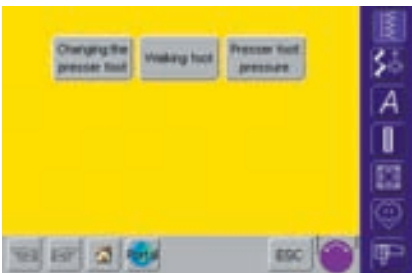 Changing the
presser foot
Walking foot
Presser foot
pressure
A
ESC